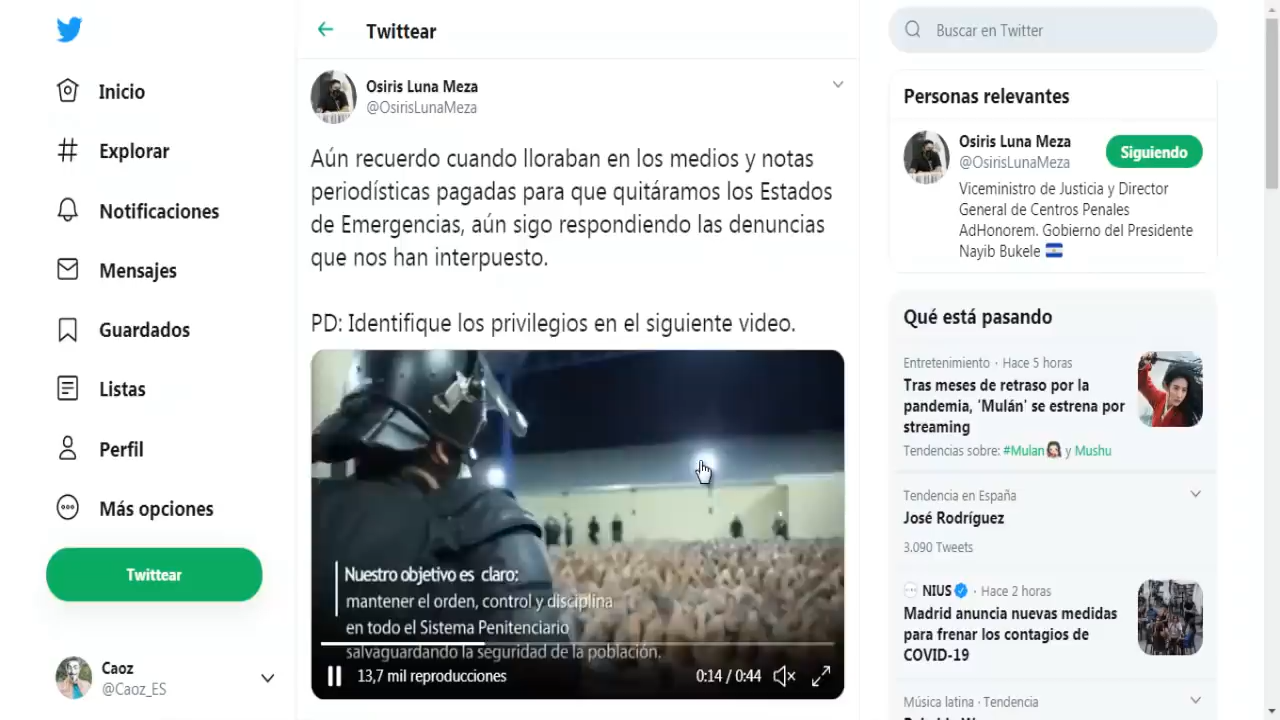 Inicio
Explorar
Notificaciones
Mensajes
Guardados
Listas
Perfil
Más opciones
Twittear
Caoz
@Caoz_ES
Twittear
Osiris Luna Meza
@OsirisLunaMeza
Aún recuerdo cuando lloraban en los medios y notas
periodísticas pagadas para que quitáramos los Estados
de Emergencias, aún sigo respondiendo las denuncias
que nos han interpuesto.
PD: Identifique los privilegios en el siguiente video.
Nuestro objetivo es claro:
mantener el orden, control y disciplina
en todo el Sistema Penitenciario
salvaguardando la seguridad de la población.
13,7 mil reproducciones
0:14 / 0:44
Buscar en Twitter
Personas relevantes
Osiris Luna Meza
@OsirisLunaMeza
Siguiendo
Viceministro de Justicia y Director
General de Centros Penales
AdHonorem. Gobierno del Presidente
Nayib Bukele
Qué está pasando
Entretenimiento · Hace 5 horas
Tras meses de retraso por la
pandemia, 'Mulán' se estrena por
streaming
Tendencias sobre: #Mulan y Mushu
Tendencia en España
José Rodríguez
3.090 Tweets
NIUS · Hace 2 horas
Madrid anuncia nuevas medidas
para frenar los contagios de
COVID-19
Música latina · Tendencia